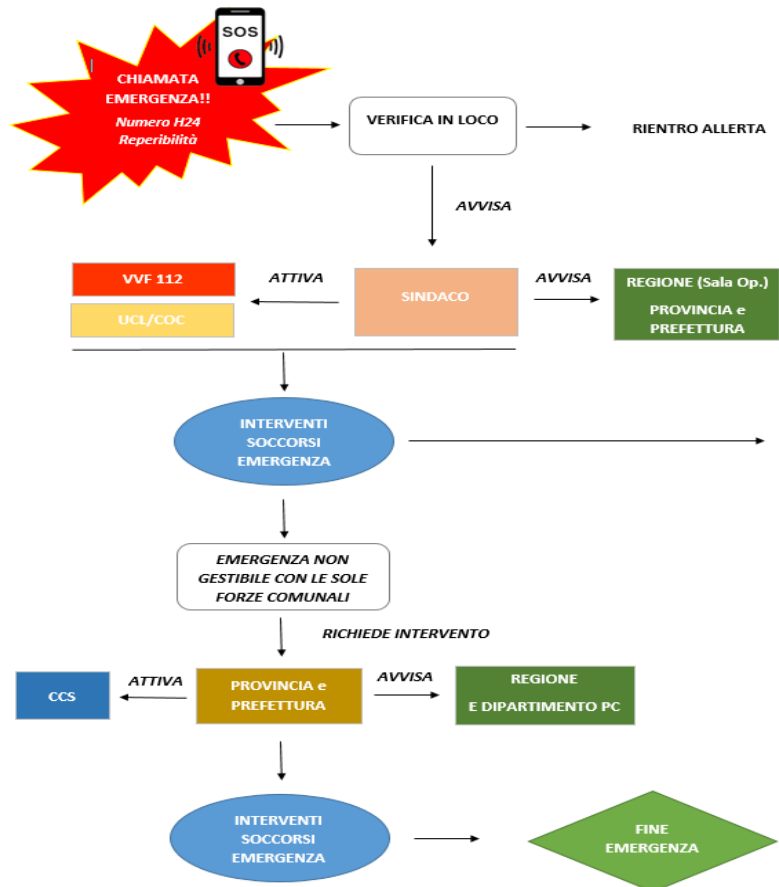 SOS
CHIAMATA
EMERGENZA!!
Numero H24
Reperibilità
VERIFICA IN LOCO
RIENTRO ALLERTA
AVVISA
VVF 112
UCL/COC
ATTIVA
SINDACO
AVVISA
REGIONE (Sala Op.)
PROVINCIA e
PREFETTURA
INTERVENTI
SOCCORSI
EMERGENZA
EMERGENZA NON
GESTIBILE CON LE SOLE
FORZE COMUNALI
RICHIEDE INTERVENTO
CCS
ATTIVA
PROVINCIA e
PREFETTURA
AVVISA
REGIONE
E DIPARTIMENTO PC
INTERVENTI
SOCCORSI
EMERGENZA
FINE
EMERGENZA